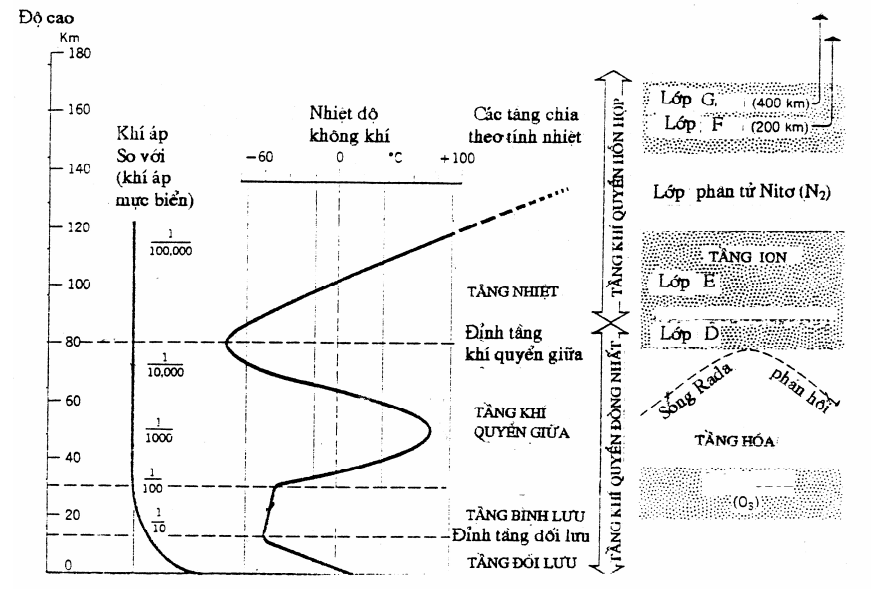 Độ cao
Km
180
160
140
120
100
80
60
40
20
0
Khí áp
So với
(khí áp
mực biển)
1/100,000
1/10,000
1/1000
1/100
1/10
Nhiệt dô
không khí
-60 0 °C +100
Các tầng chia
theo tính nhiệt
TẦNG NHIỆT
Đỉnh tầng
khí quyển giữa
TẦNG KHÍ
QUYỂN GIỮA
TẦNG BÌNH LƯU
Đỉnh tầng dối lưu
TẦNG ĐỐI LƯU
TẦNG KHÍ QUYỂN HỖN HỢP
TẦNG KHÍ QUYỂN ĐỒNG NHẤT
Lớp G, (400 km)
Lớp F (200 km)
Lớp phân tử Nitơ (N₂)
TẦNG ION
Lớp E
Lớp D
Sóng Rada phản hồi
TẦNG HÓA
(O₃)